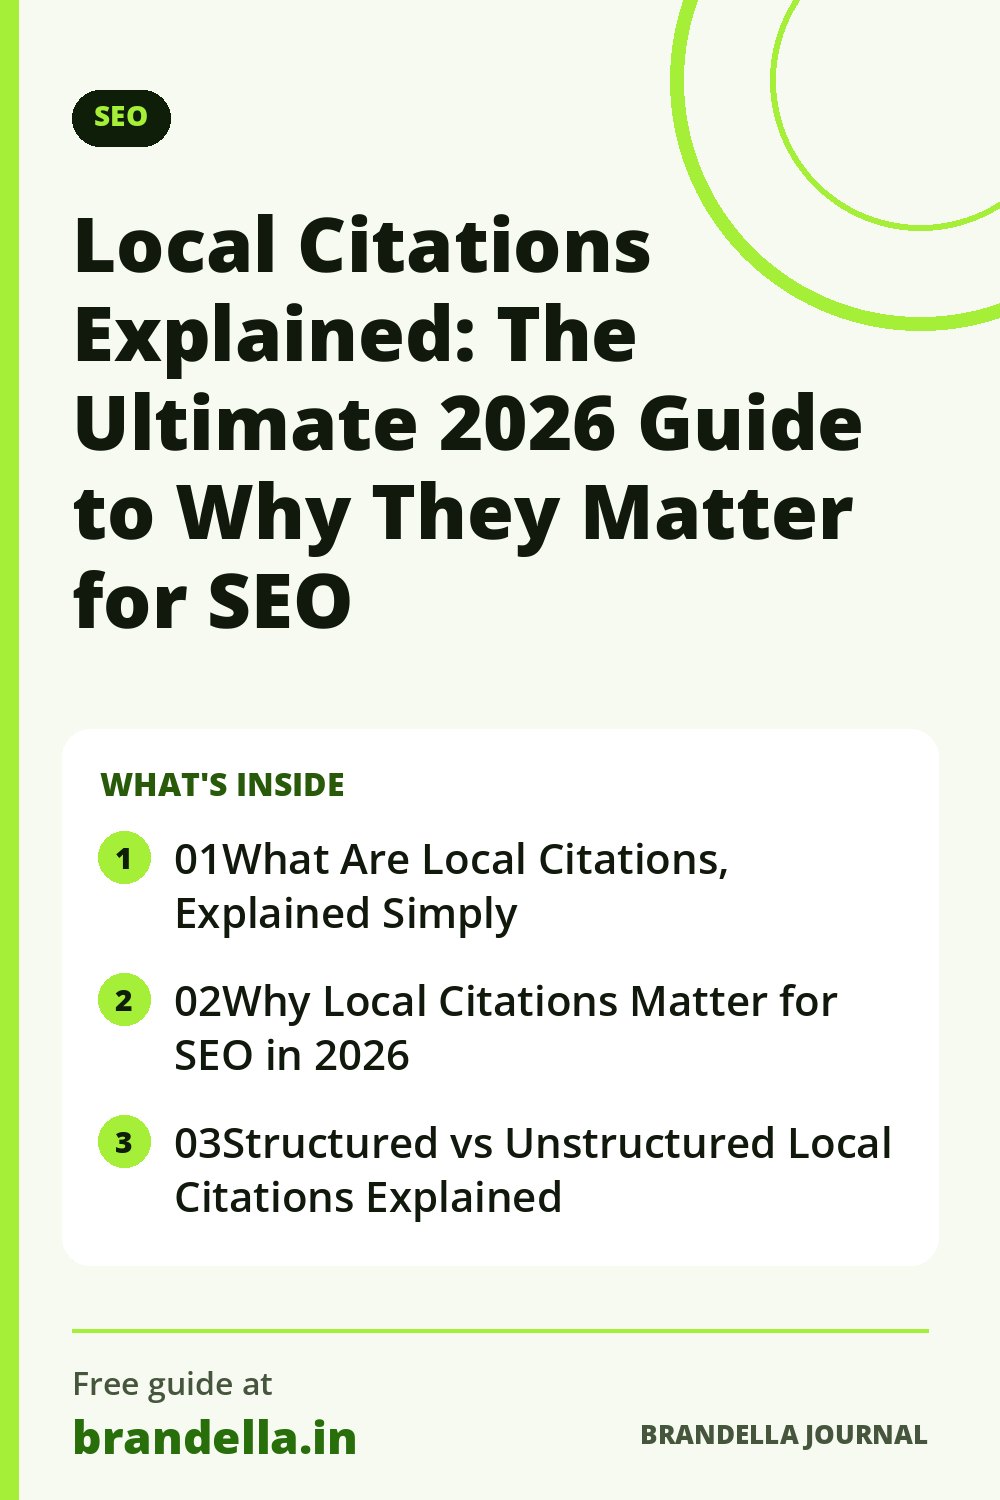 SEO
Local Citations
Explained: The
Ultimate 2026 Guide
to Why They Matter
for SEO
WHAT'S INSIDE
1 01What Are Local Citations,
Explained Simply
2 02Why Local Citations Matter for
SEO in 2026
3 03Structured vs Unstructured Local
Citations Explained
Free guide at
brandella.in
BRANDELLA JOURNAL